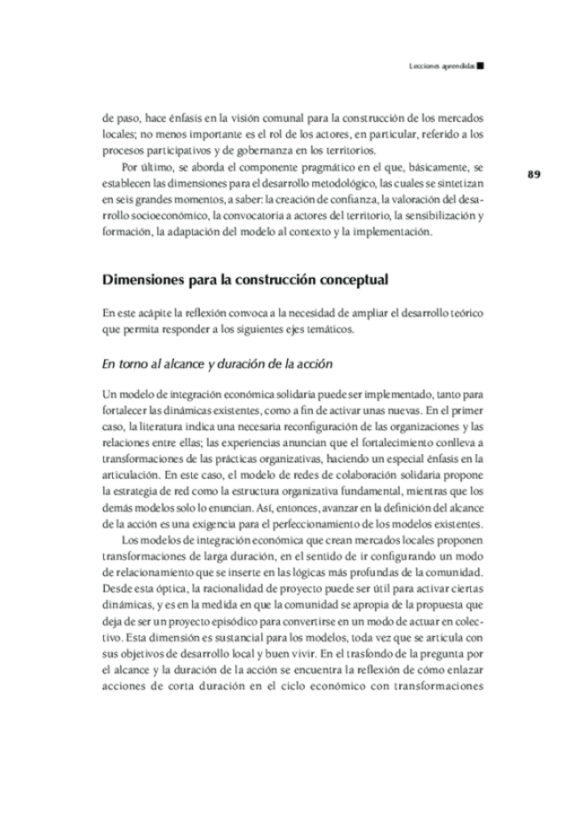 Lecciones aprendidas
de paso, hace énfasis en la visión comunal para la construcción de los mercados
locales; no menos importante es el rol de los actores, en particular, referido a los
procesos participativos y de gobernanza en los territorios.
89
Por último, se aborda el componente pragmático en el que, básicamente, se
establecen las dimensiones para el desarrollo metodológico, las cuales se sintetizan
en seis grandes momentos, a saber: la creación de confianza, la valoración del desa-
rrollo socioeconómico, la convocatoria a actores del territorio, la sensibilización y
formación, la adaptación del modelo al contexto y la implementación.
Dimensiones para la construcción conceptual
En este acápite la reflexión convoca a la necesidad de ampliar el desarrollo teórico
que permita responder a los siguientes ejes temáticos.
En torno al alcance y duración de la acción
Un modelo de integración económica solidaria puede ser implementado, tanto para
fortalecer las dinámicas existentes, como a fin de activar unas nuevas. En el primer
caso, la literatura indica una necesaria reconfiguración de las organizaciones y las
relaciones entre ellas; las experiencias anuncian que el fortalecimiento conlleva a
transformaciones de las prácticas organizativas, haciendo un especial énfasis en la
articulación. En este caso, el modelo de redes de colaboración solidaria propone
la estrategia de red como la estructura organizativa fundamental, mientras que los
demás modelos solo lo enuncian. Así, entonces, avanzar en la definición del alcance
de la acción es una exigencia para el perfeccionamiento de los modelos existentes.
Los modelos de integración económica que crean mercados locales proponen
transformaciones de larga duración, en el sentido de ir configurando un modo
de relacionamiento que se inserte en las lógicas más profundas de la comunidad.
Desde esta óptica, la racionalidad de proyecto puede ser útil para activar ciertas
dinámicas, y es en la medida en que la comunidad se apropia de la propuesta que
deja de ser un proyecto episódico para convertirse en un modo de actuar en colec-
tivo. Esta dimensión es sustancial para los modelos, toda vez que se articula con
sus objetivos de desarrollo local y buen vivir. En el trasfondo de la pregunta por
el alcance y la duración de la acción se encuentra la reflexión de cómo enlazar
acciones de corta duración en el ciclo económico con transformaciones